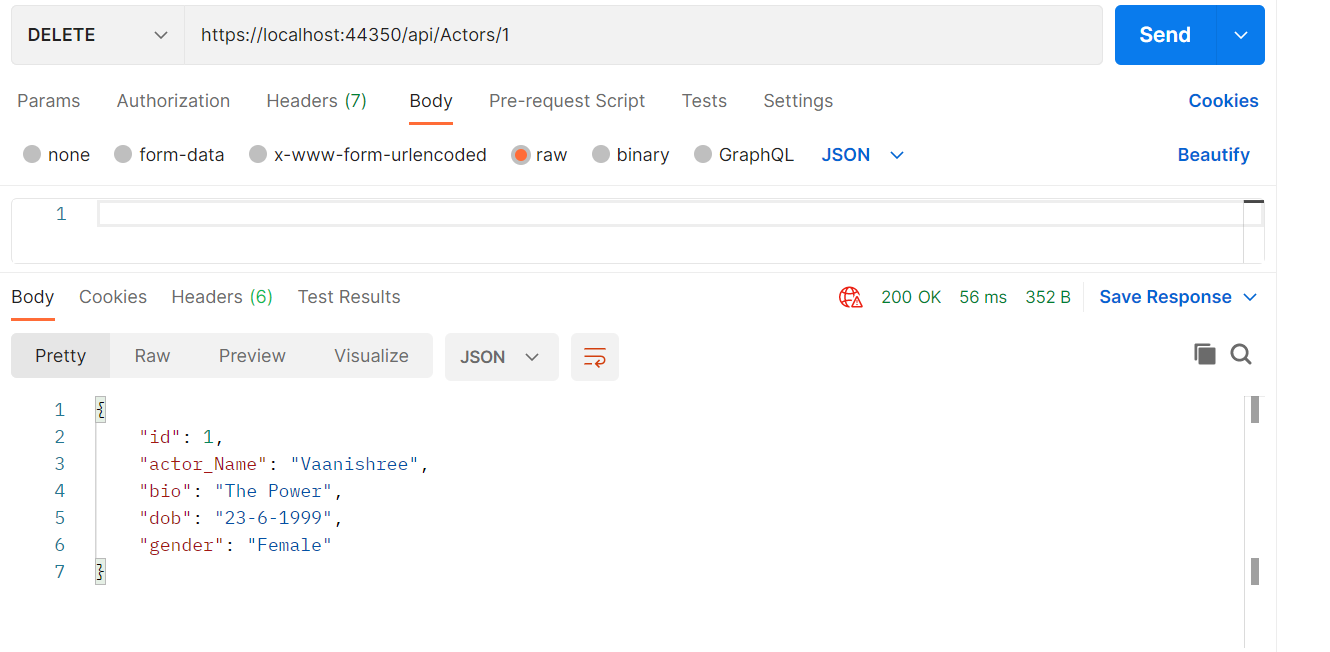 DELETE https://localhost:44350/api/Actors/1 Send
Params Authorization Headers (7) Body Pre-request Script Tests Settings Cookies
none form-data x-www-form-urlencoded raw binary GraphQL JSON Beautify
1
Body Cookies Headers (6) Test Results 200 OK 56 ms 352 B Save Response
Pretty Raw Preview Visualize JSON
1 {
2 "id": 1,
3 "actor_Name": "Vaanishree",
4 "bio": "The Power",
5 "dob": "23-6-1999",
6 "gender": "Female"
7 }